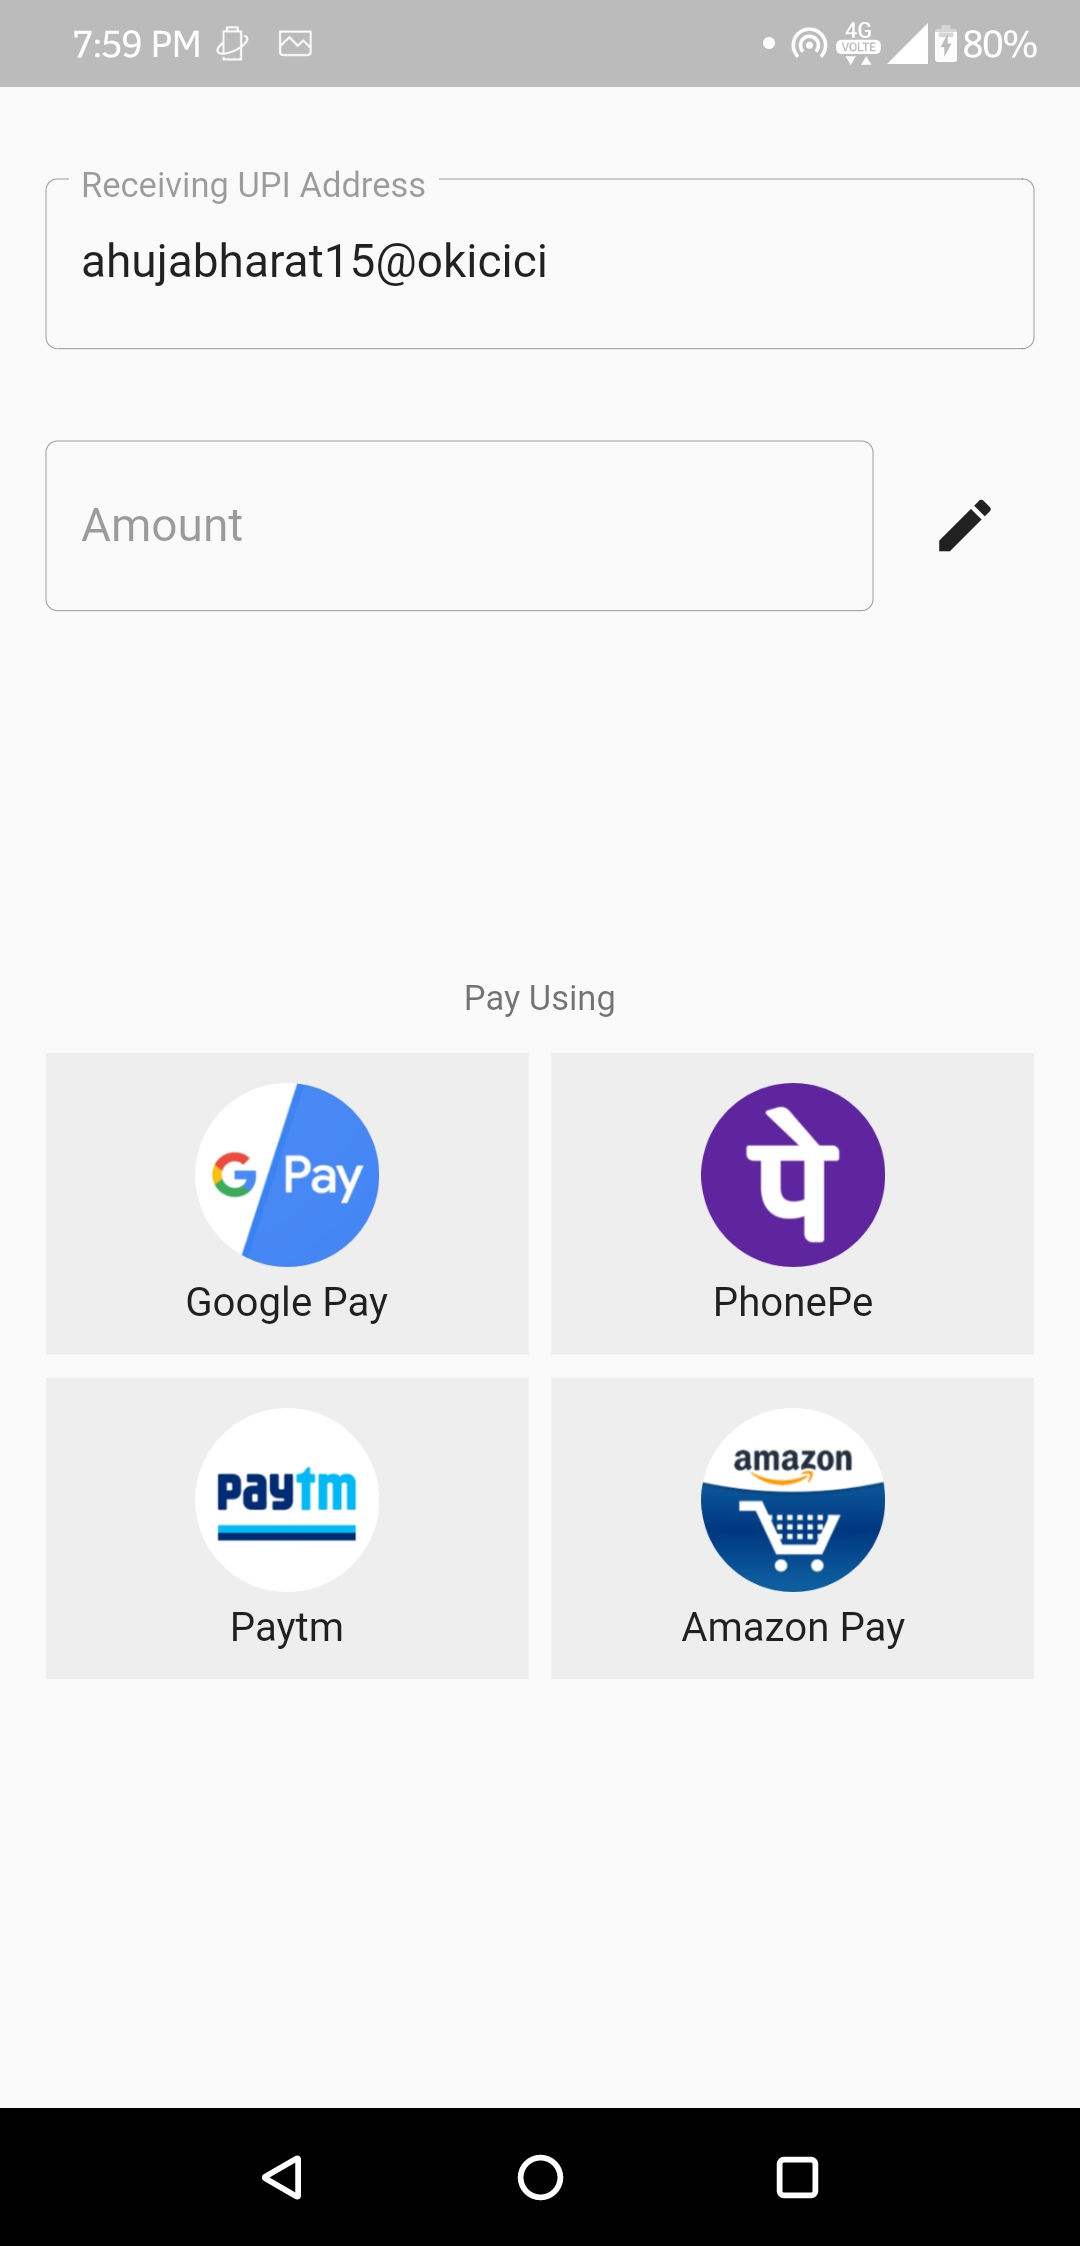 7:59 PM
4G
VOLTE
80%
Receiving UPI Address
ahujabharat15@okicici
Amount
Pay Using
G Pay
पे
Google Pay
PhonePe
paytm
amazon
Paytm
Amazon Pay